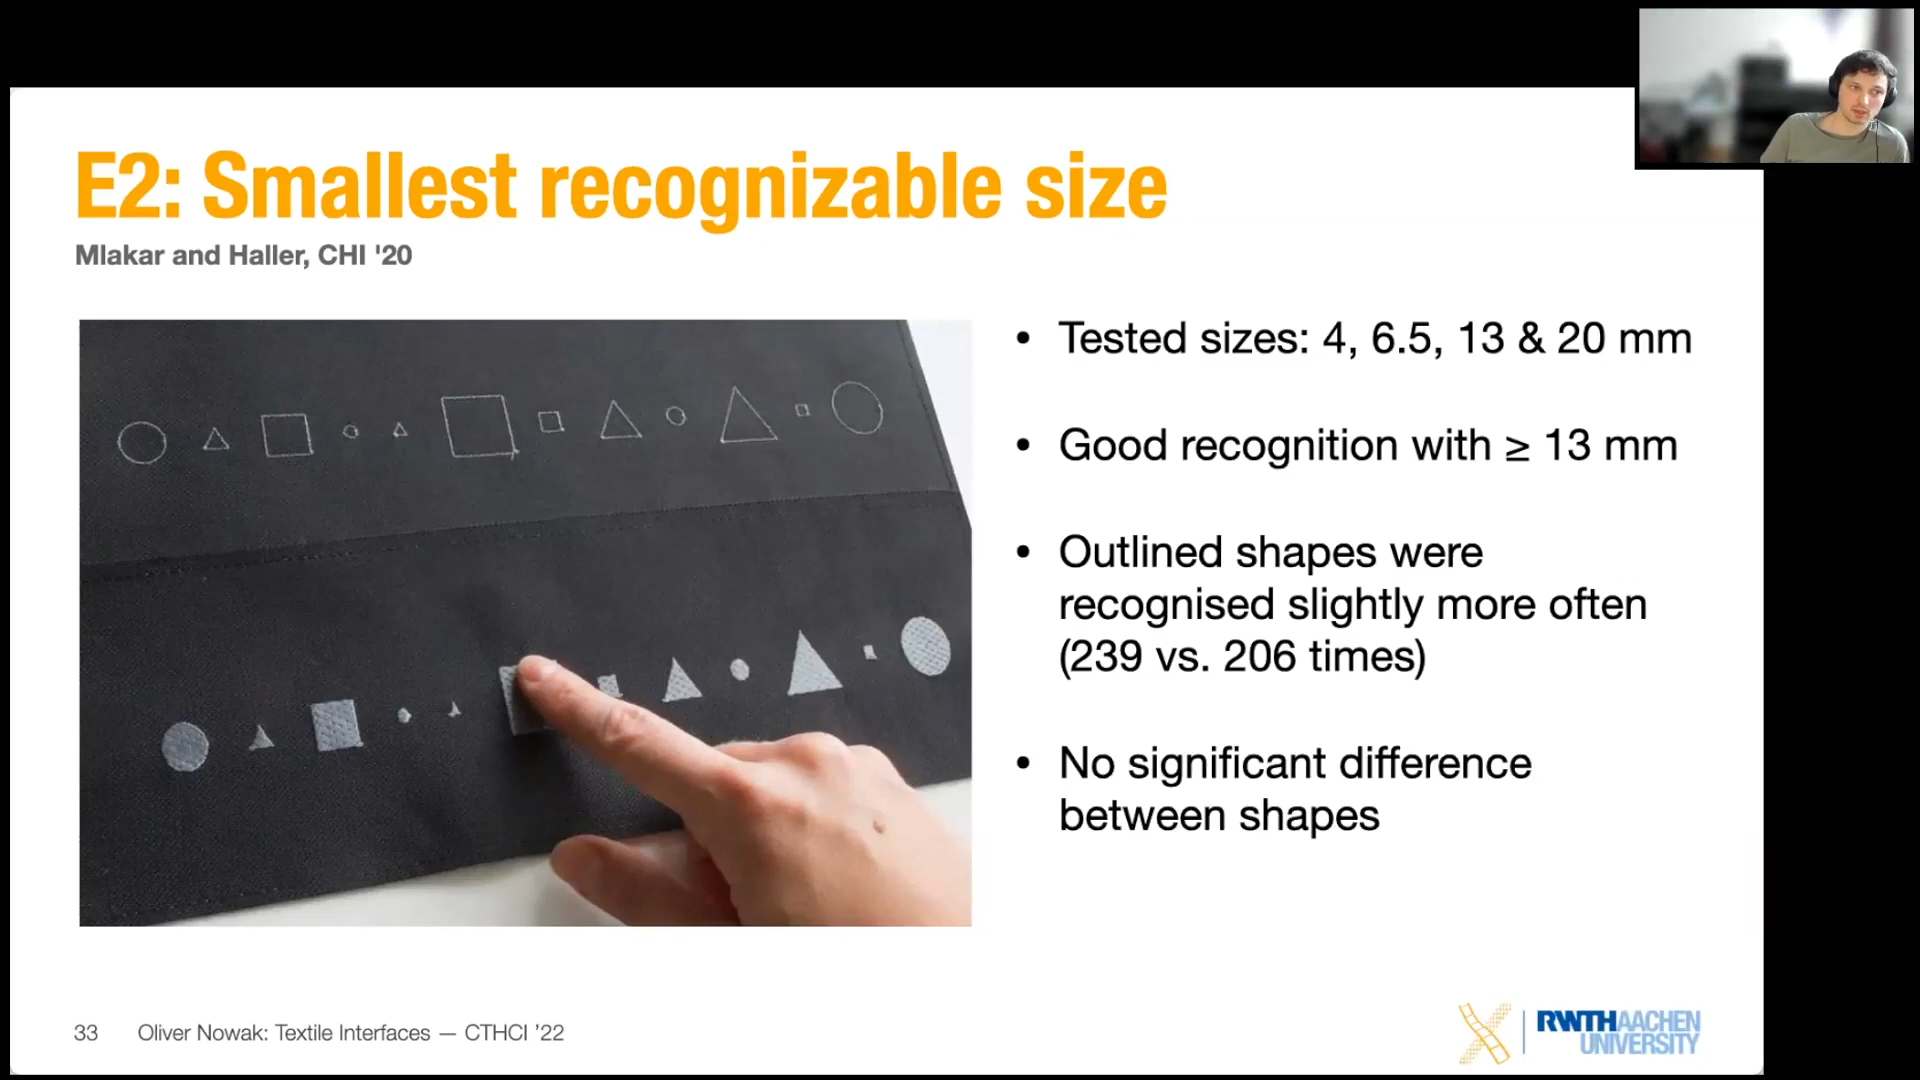 E2: Smallest recognizable size
Mlakar and Haller, CHI '20
• Tested sizes: 4, 6.5, 13 & 20 mm
• Good recognition with ≥ 13 mm
• Outlined shapes were
recognised slightly more often
(239 vs. 206 times)
• No significant difference
between shapes
33 Oliver Nowak: Textile Interfaces — CTHCI ’22
RWTHAACHEN
UNIVERSITY